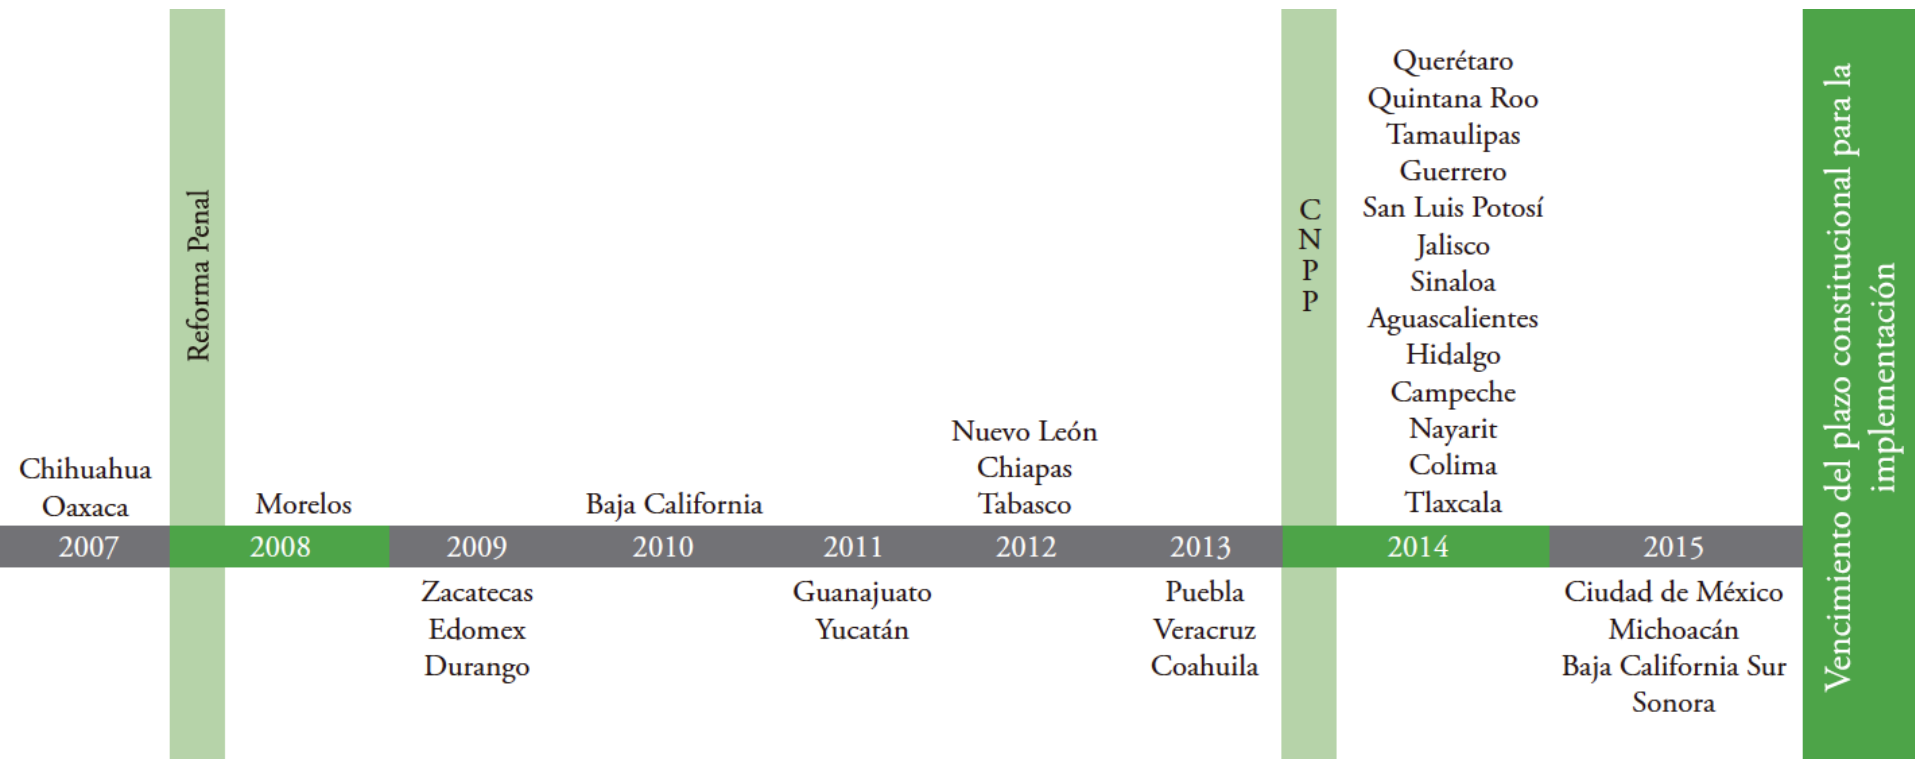 Chihuahua
Oaxaca
2007
Reforma Penal
Morelos
2008
2009
Zacatecas
Edomex
Durango
Baja California
2010
2011
Guanajuato
Yucatán
Nuevo León
Chiapas
Tabasco
2012
2013
Puebla
Veracruz
Coahuila
C
N
P
P
Querétaro
Quintana Roo
Tamaulipas
Guerrero
San Luis Potosí
Jalisco
Sinaloa
Aguascalientes
Hidalgo
Campeche
Nayarit
Colima
Tlaxcala
2014
2015
Ciudad de México
Michoacán
Baja California Sur
Sonora
Vencimiento del plazo constitucional para la
implementación